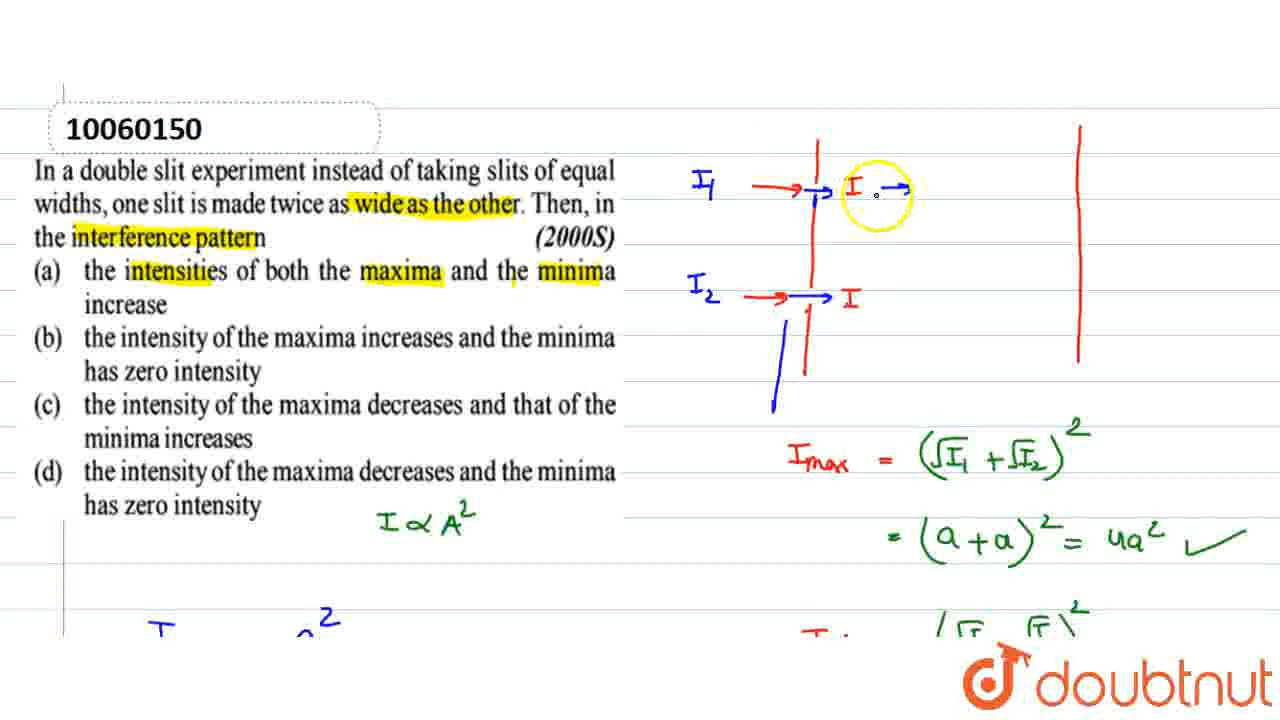 10060150
In a double slit experiment instead of taking slits of equal
widths, one slit is made twice as wide as the other. Then, in
the interference pattern (2000S)
(a) the intensities of both the maxima and the minima
increase
(b) the intensity of the maxima increases and the minima
has zero intensity
(c) the intensity of the maxima decreases and that of the
minima increases
(d) the intensity of the maxima decreases and the minima
has zero intensity
I ∝ A²
I₁ I
I₂ I
Imax = (√I₁ + √I₂)²
= (a + a)² = 4a² ✓
doubtnut